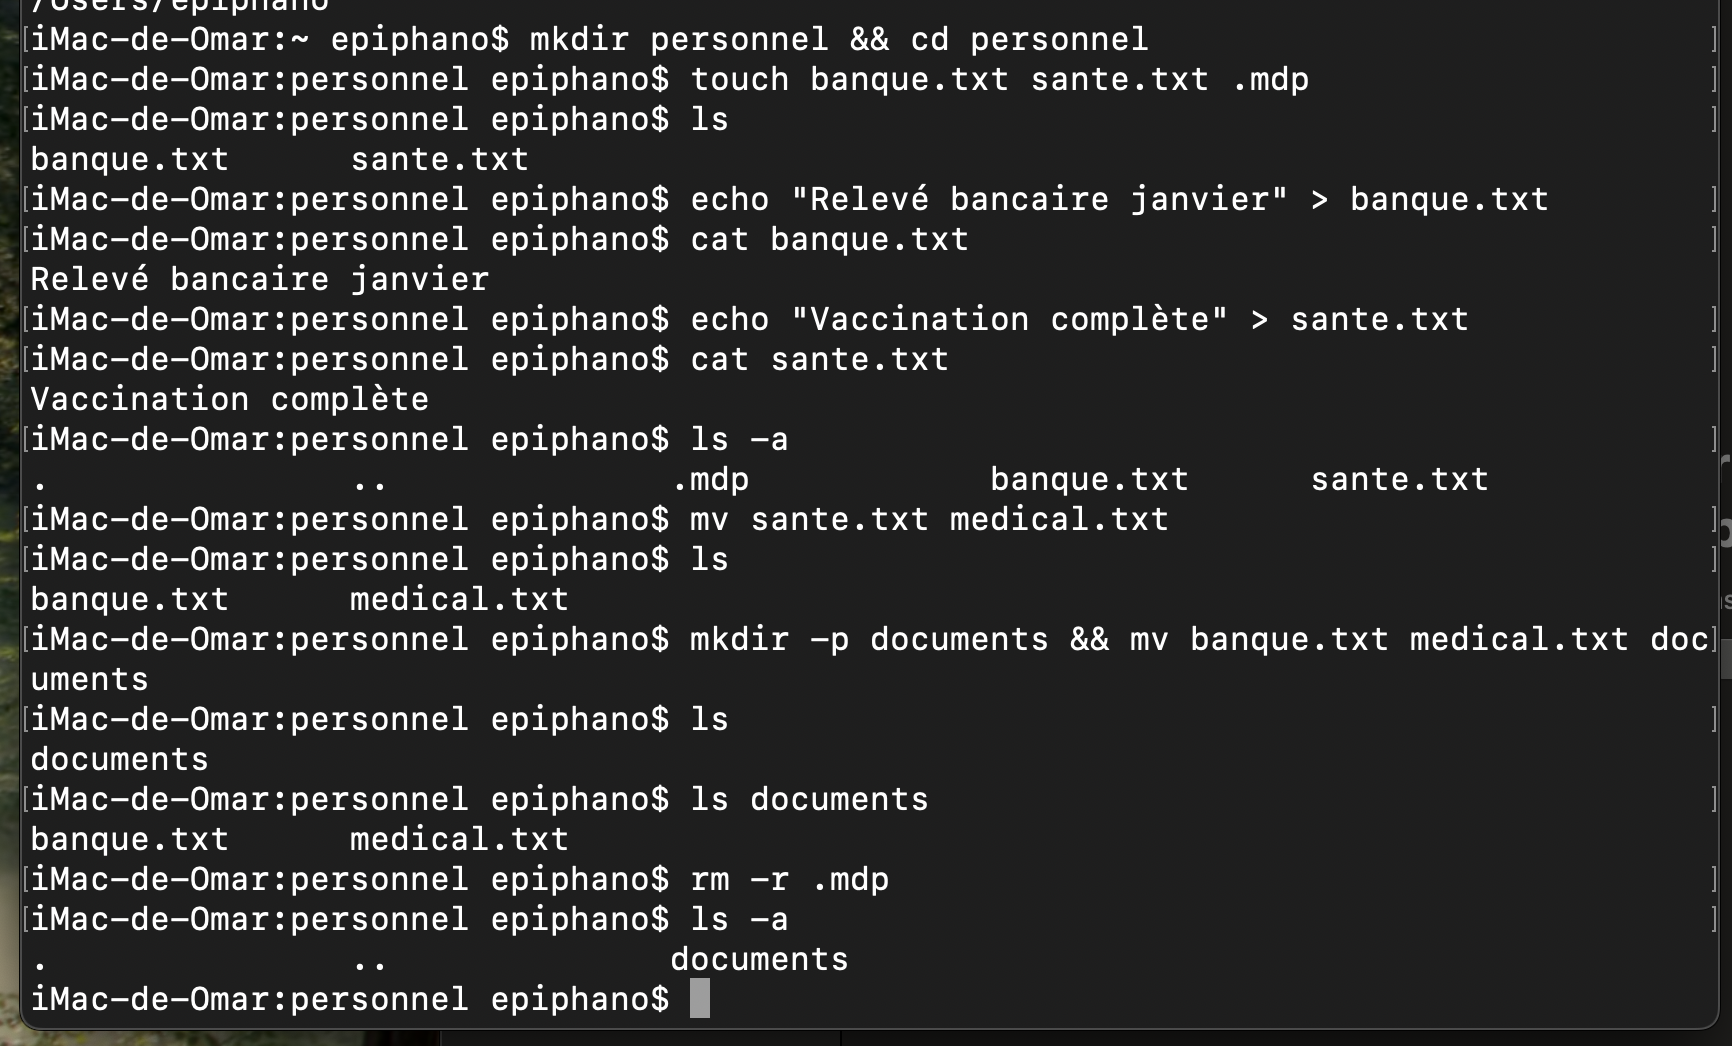 /Users/epiphano
iMac-de-Omar:~ epiphano$ mkdir personnel && cd personnel
iMac-de-Omar:personnel epiphano$ touch banque.txt sante.txt .mdp
iMac-de-Omar:personnel epiphano$ ls
banque.txt sante.txt
iMac-de-Omar:personnel epiphano$ echo "Relevé bancaire janvier" > banque.txt
iMac-de-Omar:personnel epiphano$ cat banque.txt
Relevé bancaire janvier
iMac-de-Omar:personnel epiphano$ echo "Vaccination complète" > sante.txt
iMac-de-Omar:personnel epiphano$ cat sante.txt
Vaccination complète
iMac-de-Omar:personnel epiphano$ ls -a
. .. .mdp banque.txt sante.txt
iMac-de-Omar:personnel epiphano$ mv sante.txt medical.txt
iMac-de-Omar:personnel epiphano$ ls
banque.txt medical.txt
iMac-de-Omar:personnel epiphano$ mkdir -p documents && mv banque.txt medical.txt doc
uments
iMac-de-Omar:personnel epiphano$ ls
documents
iMac-de-Omar:personnel epiphano$ ls documents
banque.txt medical.txt
iMac-de-Omar:personnel epiphano$ rm -r .mdp
iMac-de-Omar:personnel epiphano$ ls -a
. .. documents
iMac-de-Omar:personnel epiphano$